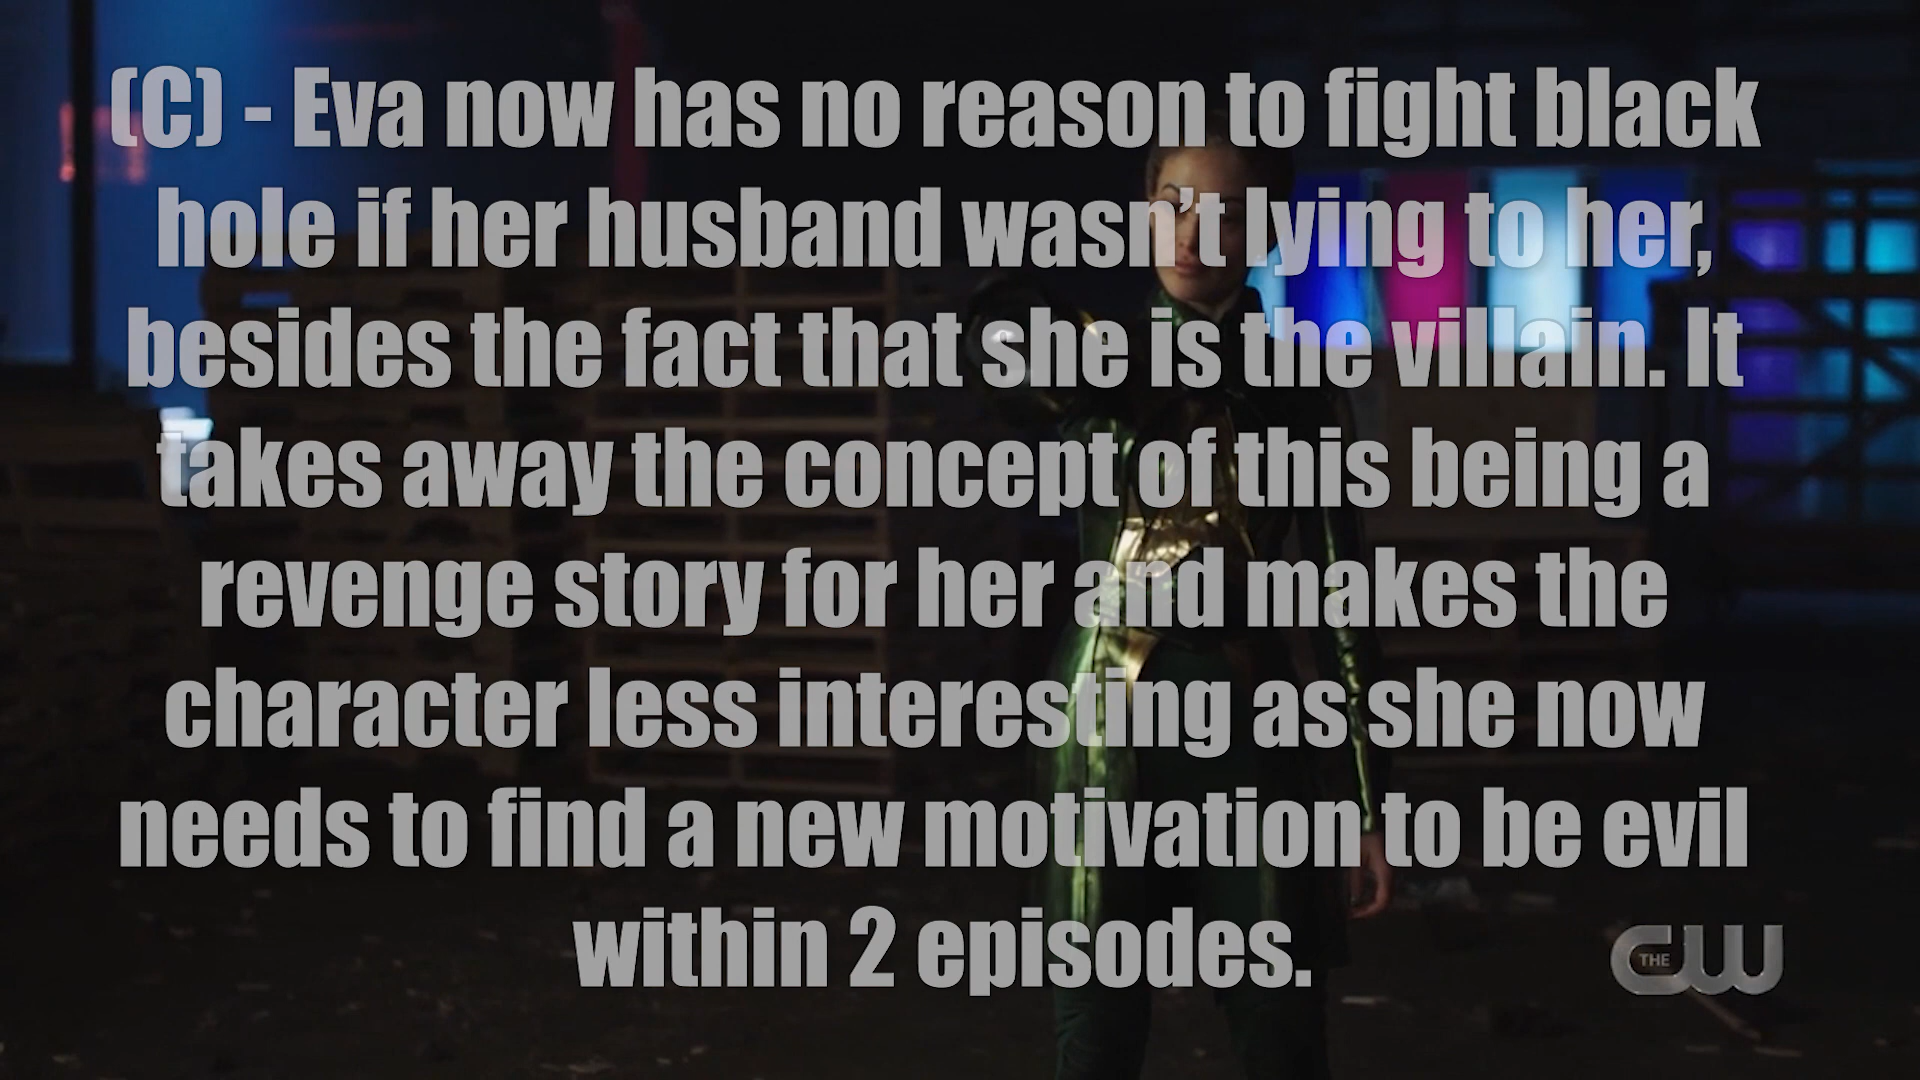 (C) - Eva now has no reason to fight black
hole if her husband wasn’t lying to her,
besides the fact that she is the villain. It
takes away the concept of this being a
revenge story for her and makes the
character less interesting as she now
needs to find a new motivation to be evil
within 2 episodes.
THE CW